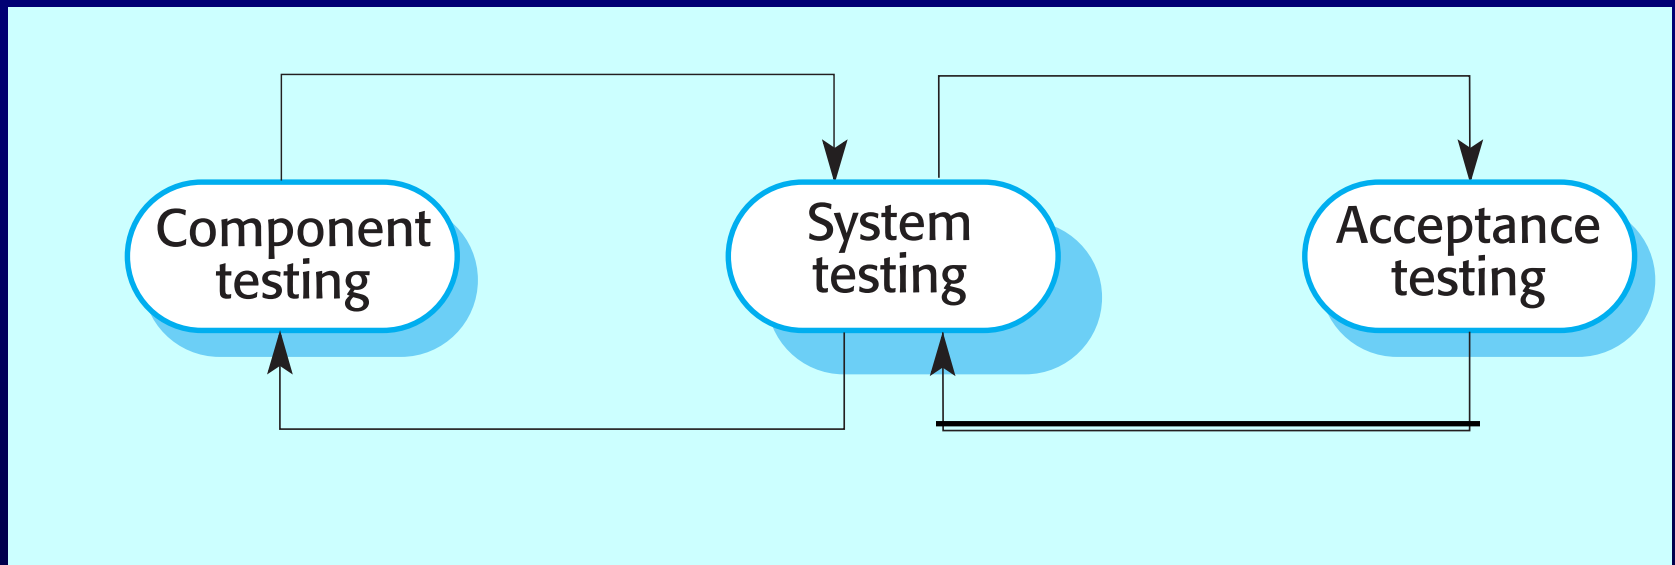 Component
testing
System
testing
Acceptance
testing